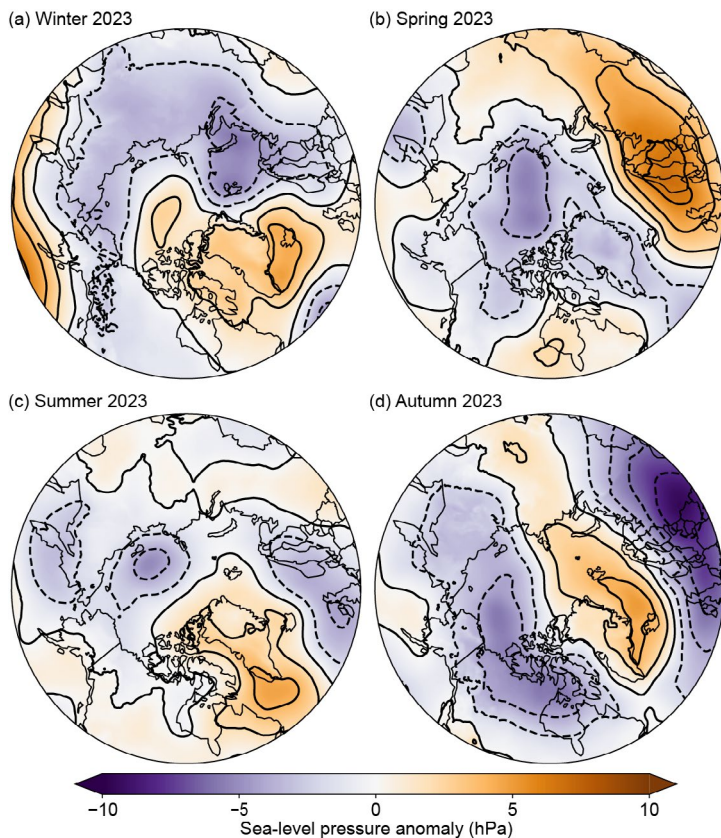 (a) Winter 2023
(b) Spring 2023
(c) Summer 2023
(d) Autumn 2023
−10 −5 0 5 10
Sea-level pressure anomaly (hPa)